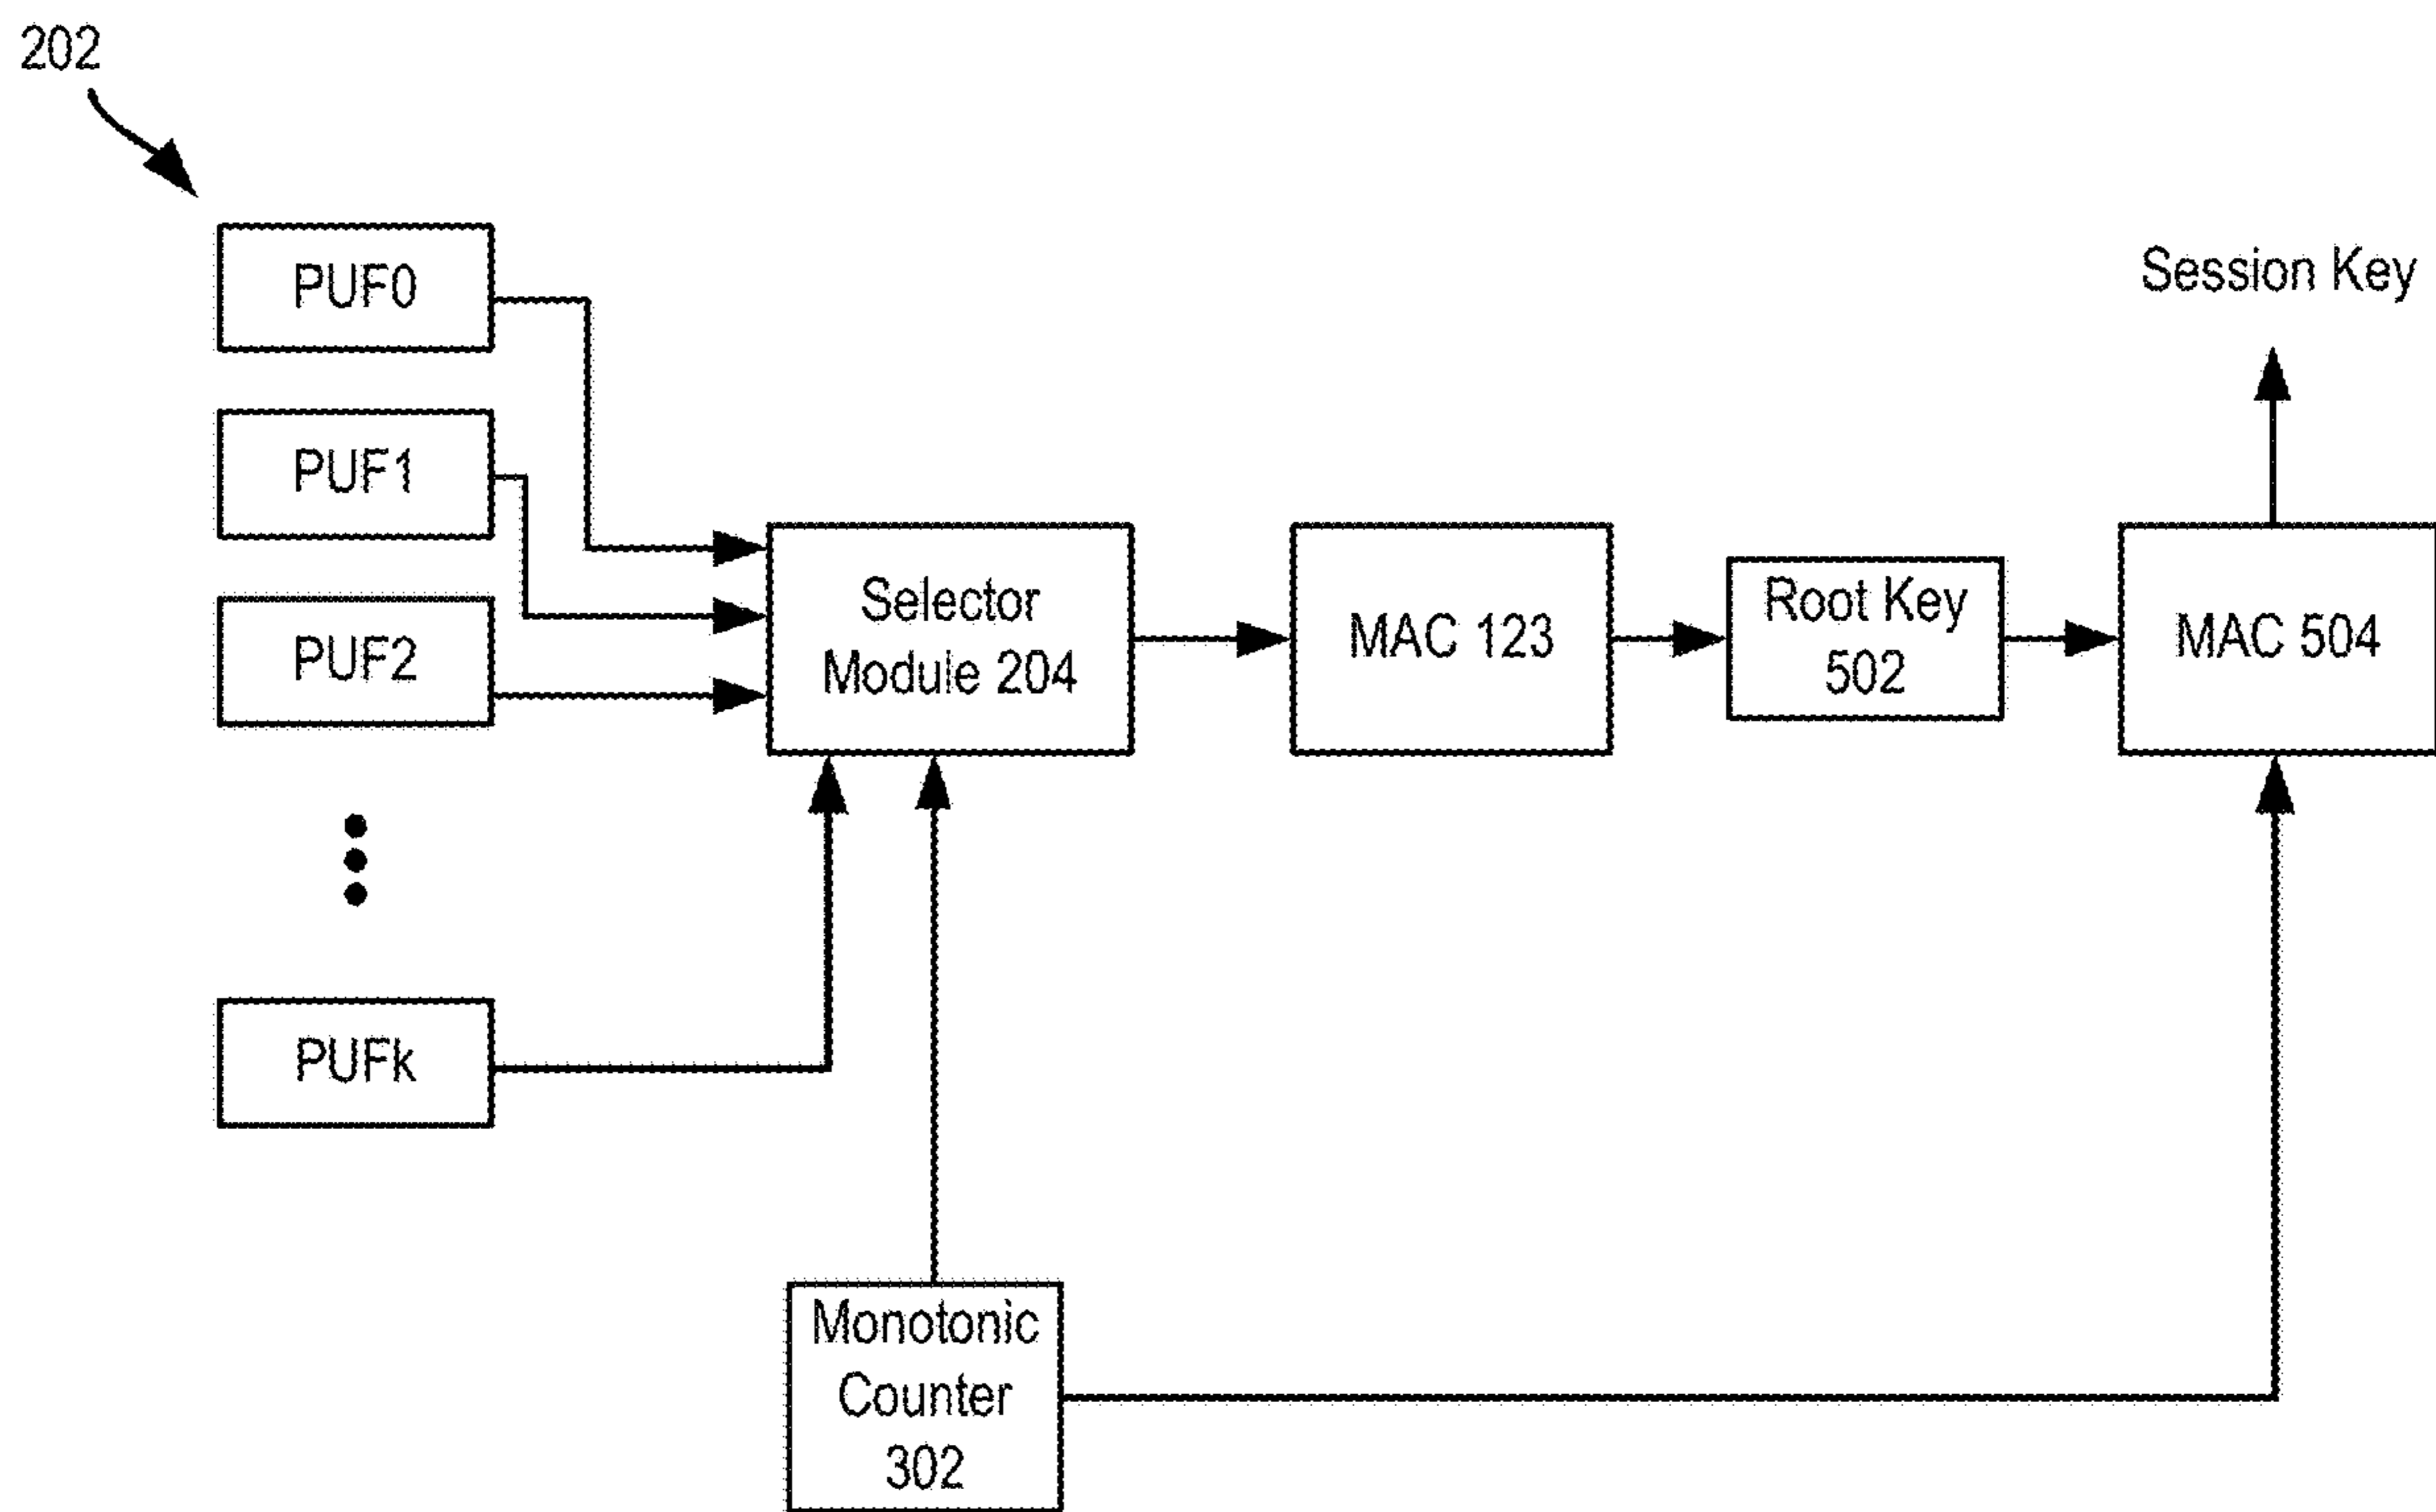 202
PUF0
PUF1
PUF2
PUFk
Selector
Module 204
MAC 123
Root Key
502
MAC 504
Session Key
Monotonic
Counter
302